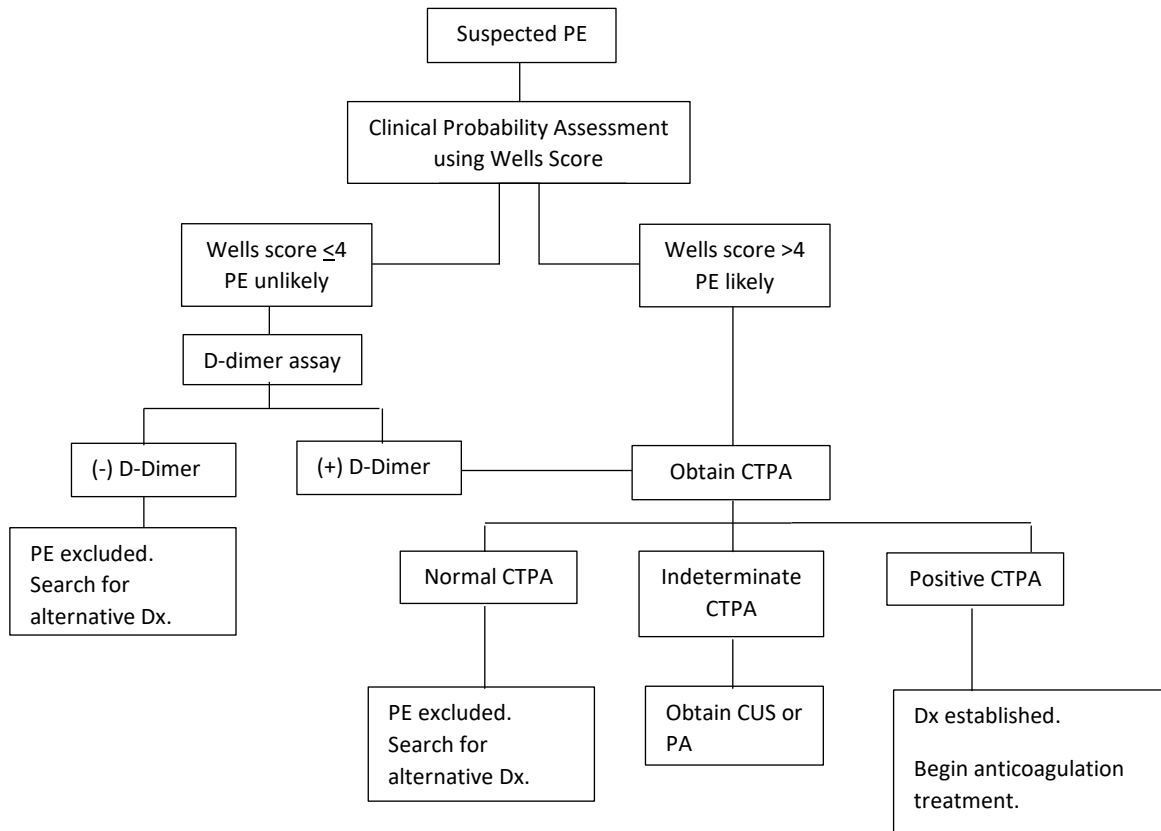 Suspected PE
Clinical Probability Assessment
using Wells Score
Wells score ≤4
PE unlikely
Wells score >4
PE likely
D-dimer assay
(-) D-Dimer
(+) D-Dimer
Obtain CTPA
PE excluded.
Search for
alternative Dx.
Normal CTPA
Indeterminate
CTPA
Positive CTPA
PE excluded.
Search for
alternative Dx.
Obtain CUS or
PA
Dx established.
Begin anticoagulation
treatment.